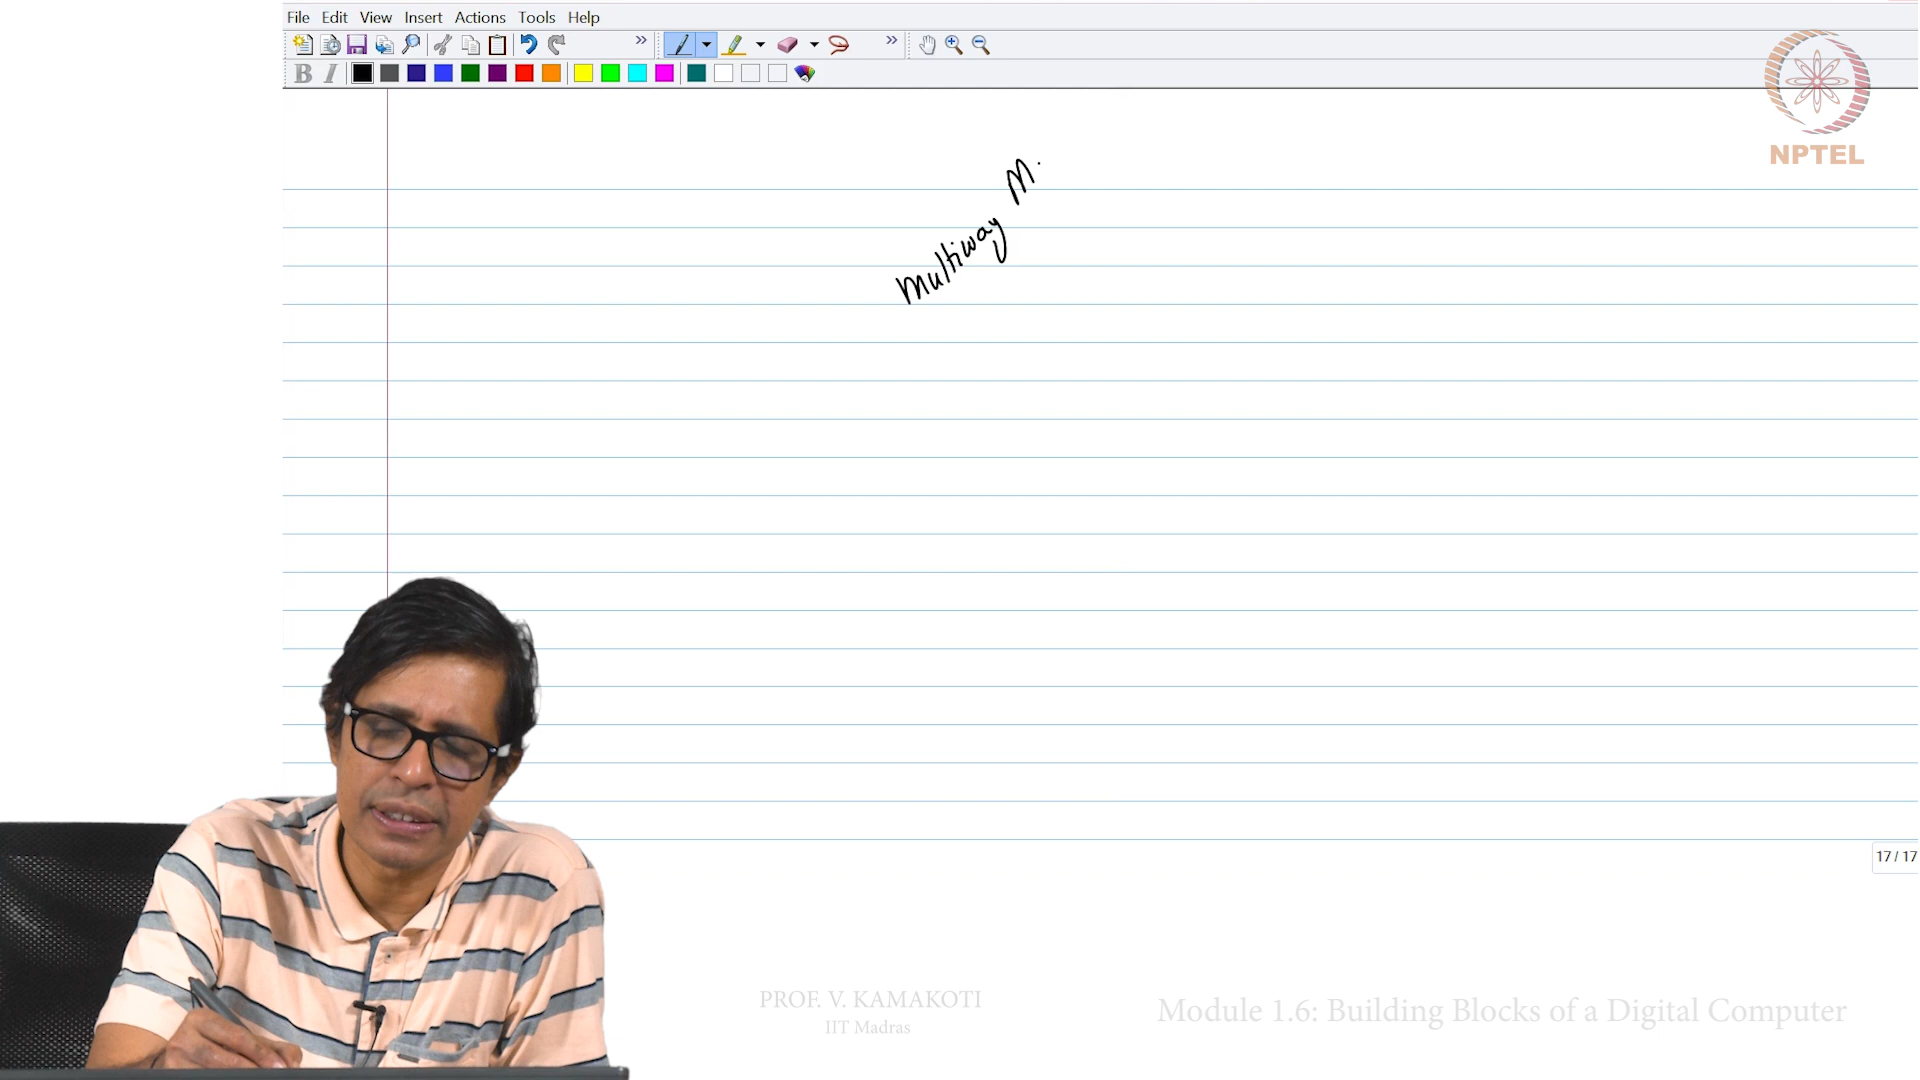 File Edit View Insert Actions Tools Help
NPTEL
Multiway M
17 / 17
PROF. V. KAMAKOTI
IIT Madras
Module 1.6: Building Blocks of a Digital Computer